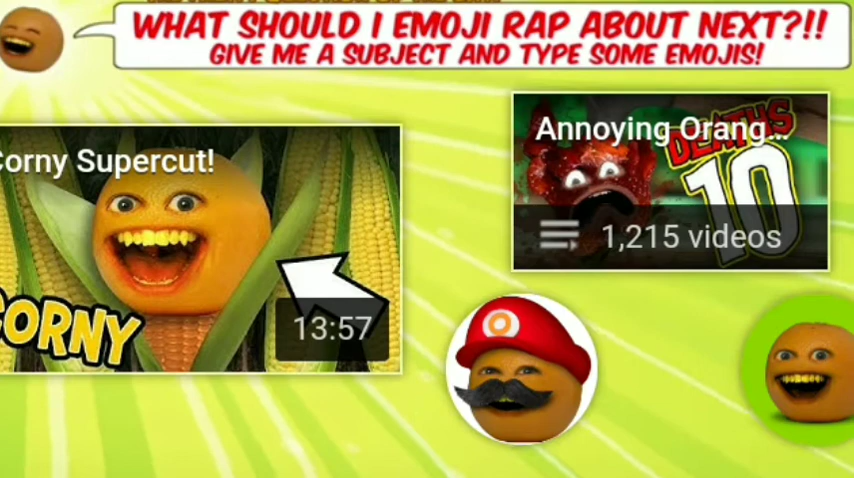 WHAT SHOULD I EMOJI RAP ABOUT NEXT?!!
GIVE ME A SUBJECT AND TYPE SOME EMOJIS!
Annoying Orang...
DEATHS
10
1,215 videos
Corny Supercut!
CORNY
13:57
O